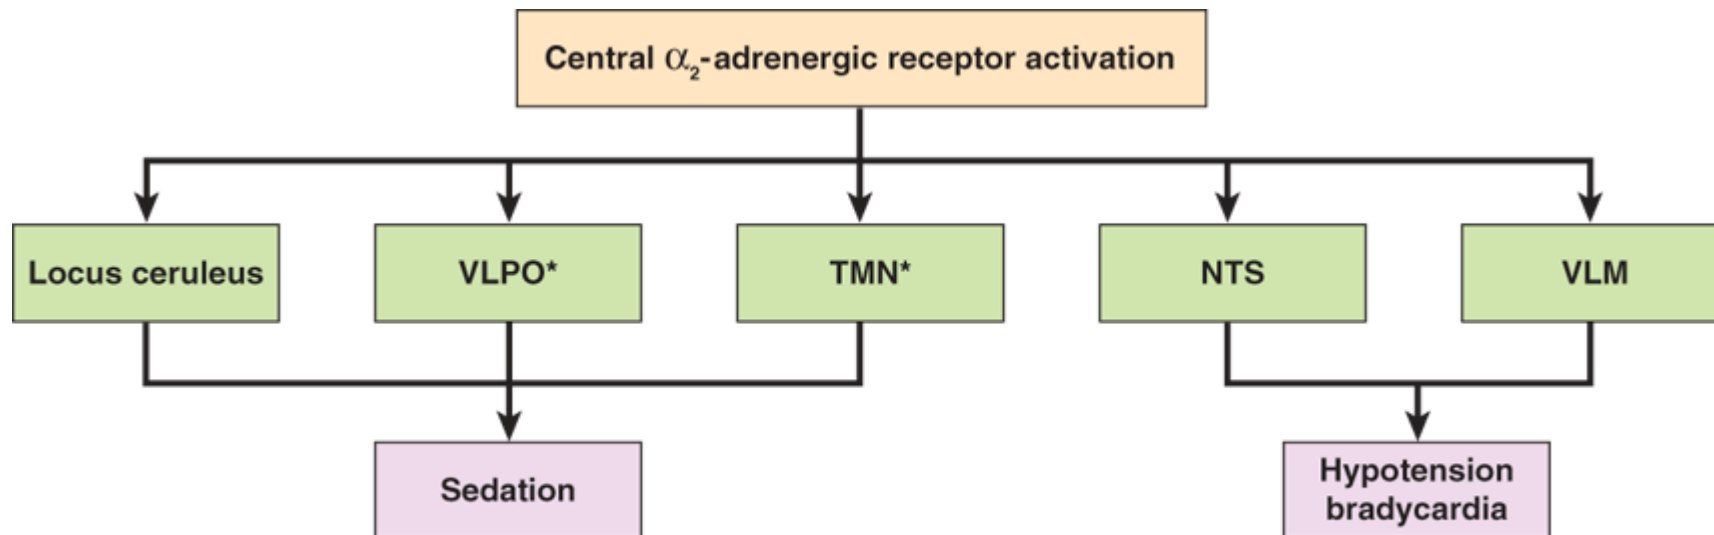 Central α₂-adrenergic receptor activation
Locus ceruleus
VLPO*
TMN*
NTS
VLM
Sedation
Hypotension
bradycardia